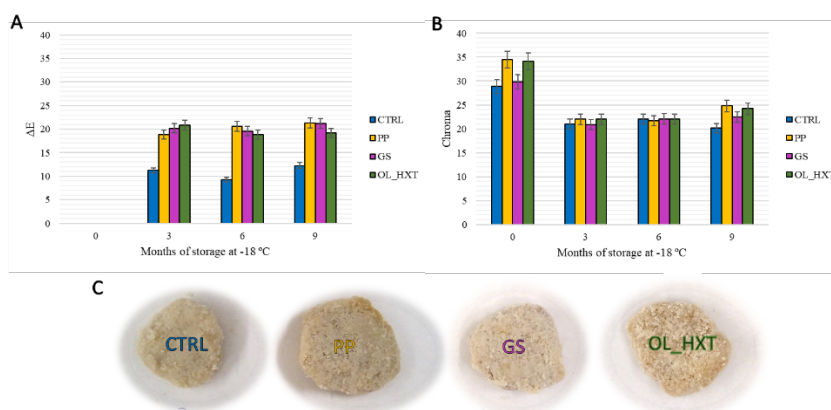 A
40
35
30
25
20
15
10
5
0
ΔE
0 3 6 9
Months of storage at -18 ºC
CTRL
PP
GS
OL_HXT
B
40
35
30
25
20
15
10
5
0
Chroma
0 3 6 9
Months of storage at -18 ºC
CTRL
PP
GS
OL_HXT
C
CTRL PP GS OL_HXT